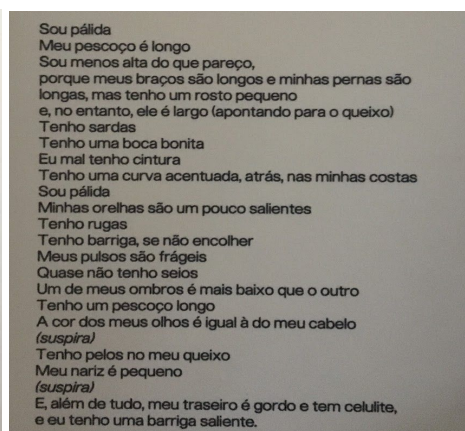 Sou pálida
Meu pescoço é longo
Sou menos alta do que pareço,
porque meus braços são longos e minhas pernas são
longas, mas tenho um rosto pequeno
e, no entanto, ele é largo (apontando para o queixo)
Tenho sardas
Tenho uma boca bonita
Eu mal tenho cintura
Tenho uma curva acentuada, atrás, nas minhas costas
Sou pálida
Minhas orelhas são um pouco salientes
Tenho rugas
Tenho barriga, se não encolher
Meus pulsos são frágeis
Quase não tenho seios
Um de meus ombros é mais baixo que o outro
Tenho um pescoço longo
A cor dos meus olhos é igual à do meu cabelo
(suspira)
Tenho pelos no meu queixo
Meu nariz é pequeno
(suspira)
E, além de tudo, meu traseiro é gordo e tem celulite,
e eu tenho uma barriga saliente.